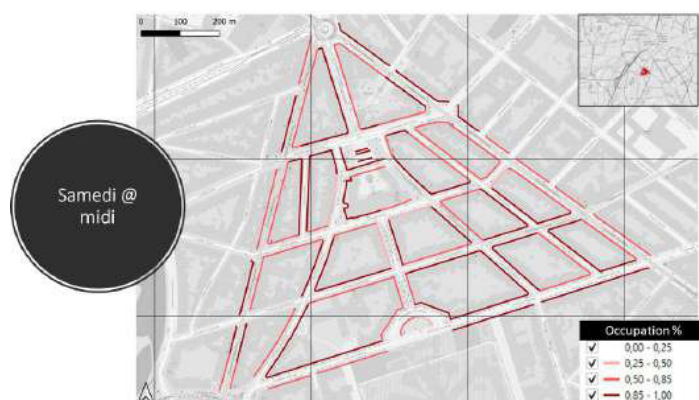 0 100 200 m
Samedi @
midi
Occupation %
0,00 - 0,25
0,25 - 0,50
0,50 - 0,85
0,85 - 1,00